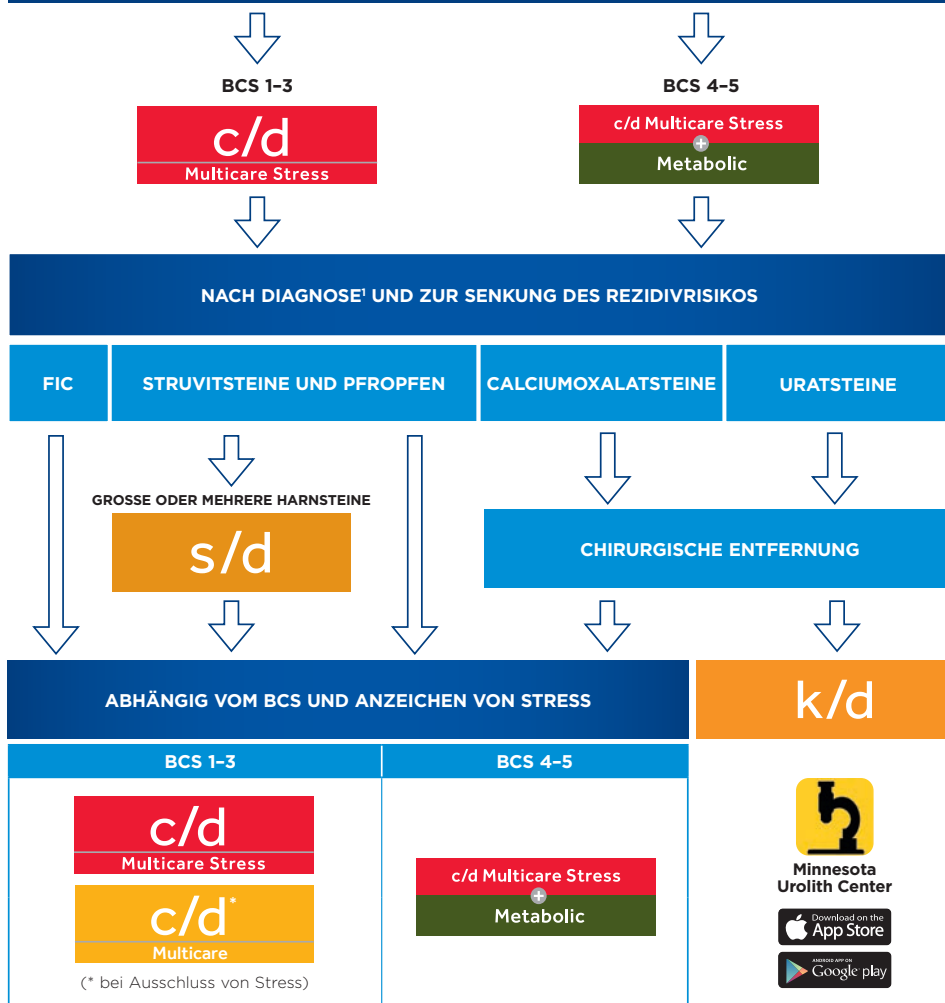 BCS 1–3
BCS 4–5
c/d
Multicare Stress
c/d Multicare Stress
+
Metabolic
NACH DIAGNOSE¹ UND ZUR SENKUNG DES REZIDIVRISIKOS
FIC
STRUVITSTEINE UND PFROPFEN
CALCIUMOXALATSTEINE
URATSTEINE
GROSSE ODER MEHRERE HARNSTEINE
s/d
CHIRURGISCHE ENTFERNUNG
ABHÄNGIG VOM BCS UND ANZEICHEN VON STRESS
k/d
BCS 1–3
BCS 4–5
c/d
Multicare Stress
c/d*
Multicare
(* bei Ausschluss von Stress)
c/d Multicare Stress
+
Metabolic
Minnesota
Urolith Center
Download on the
App Store
ANDROID APP ON
Google play